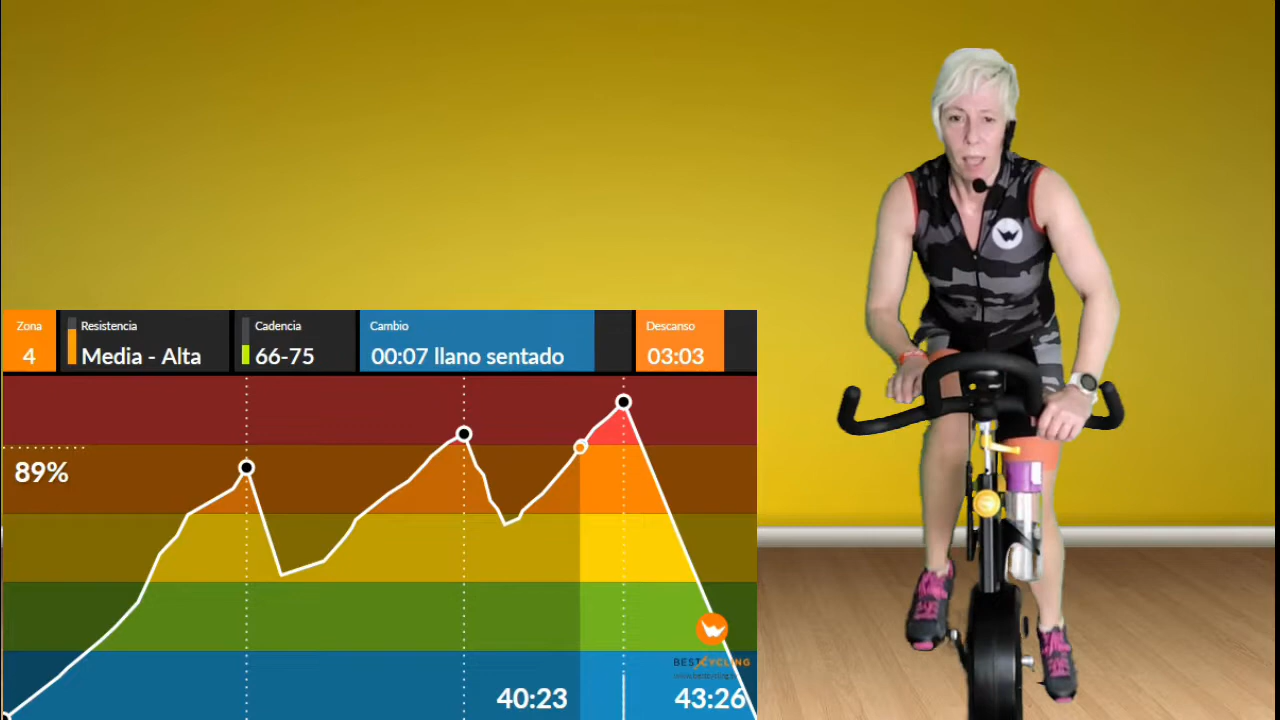 Zona
4
Resistencia
Media - Alta
Cadencia
66-75
Cambio
00:07 llano sentado
Descanso
03:03
89%
BESTCYCLING
40:23
43:26